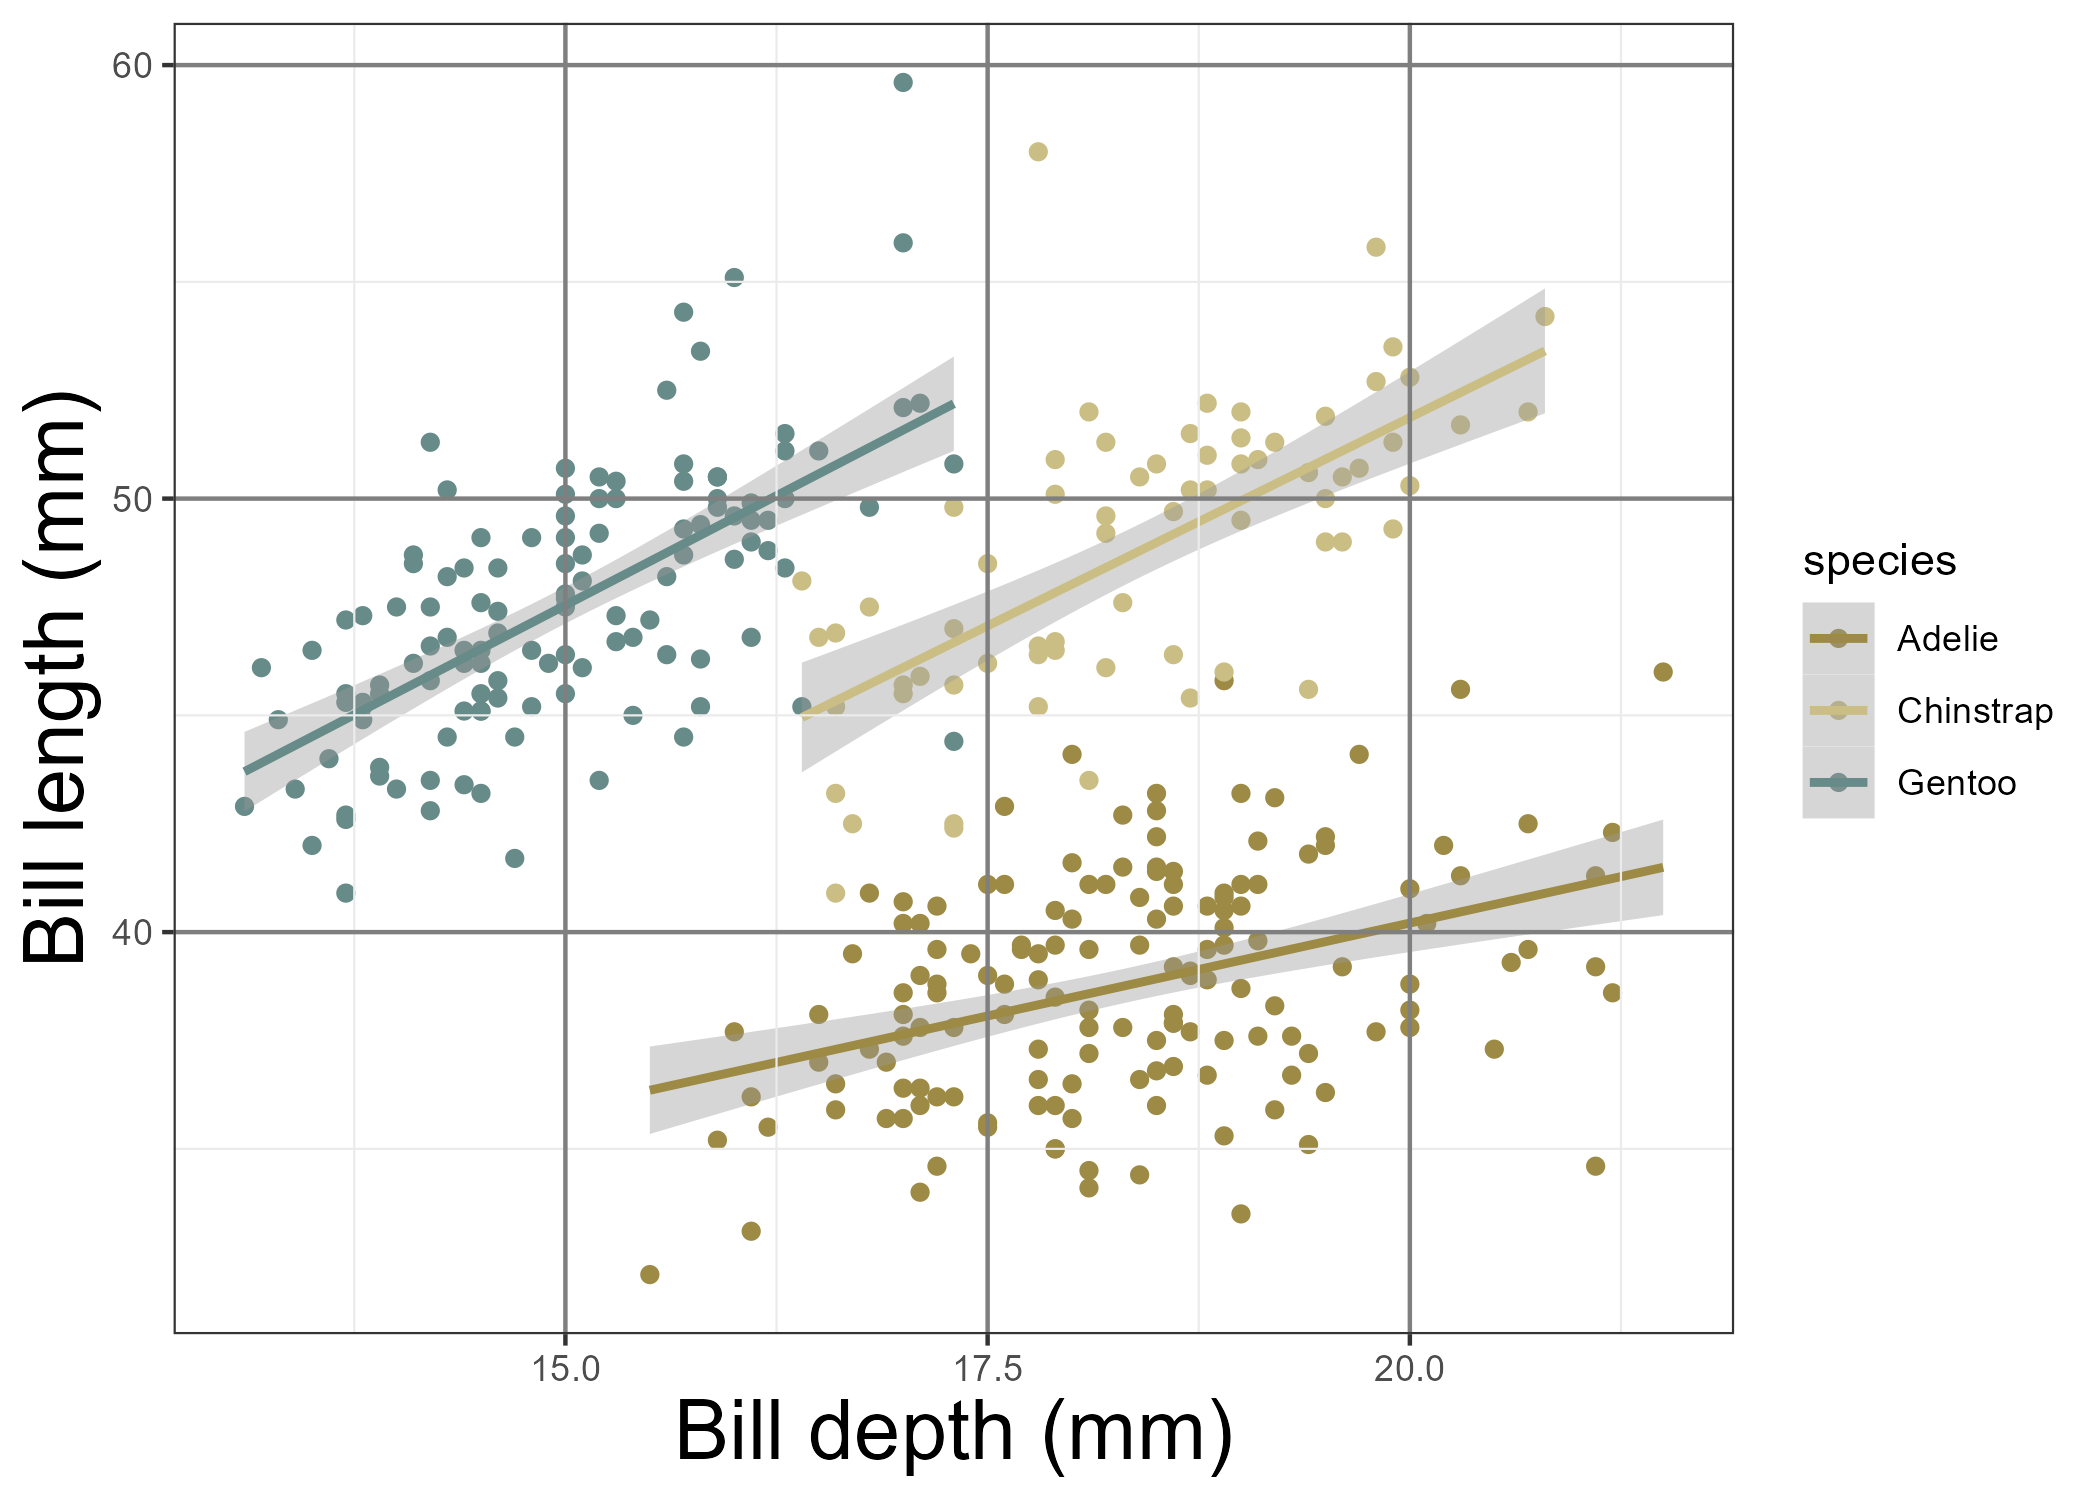 60
50
40
Bill length (mm)
15.0 17.5 20.0
Bill depth (mm)
species
Adelie
Chinstrap
Gentoo